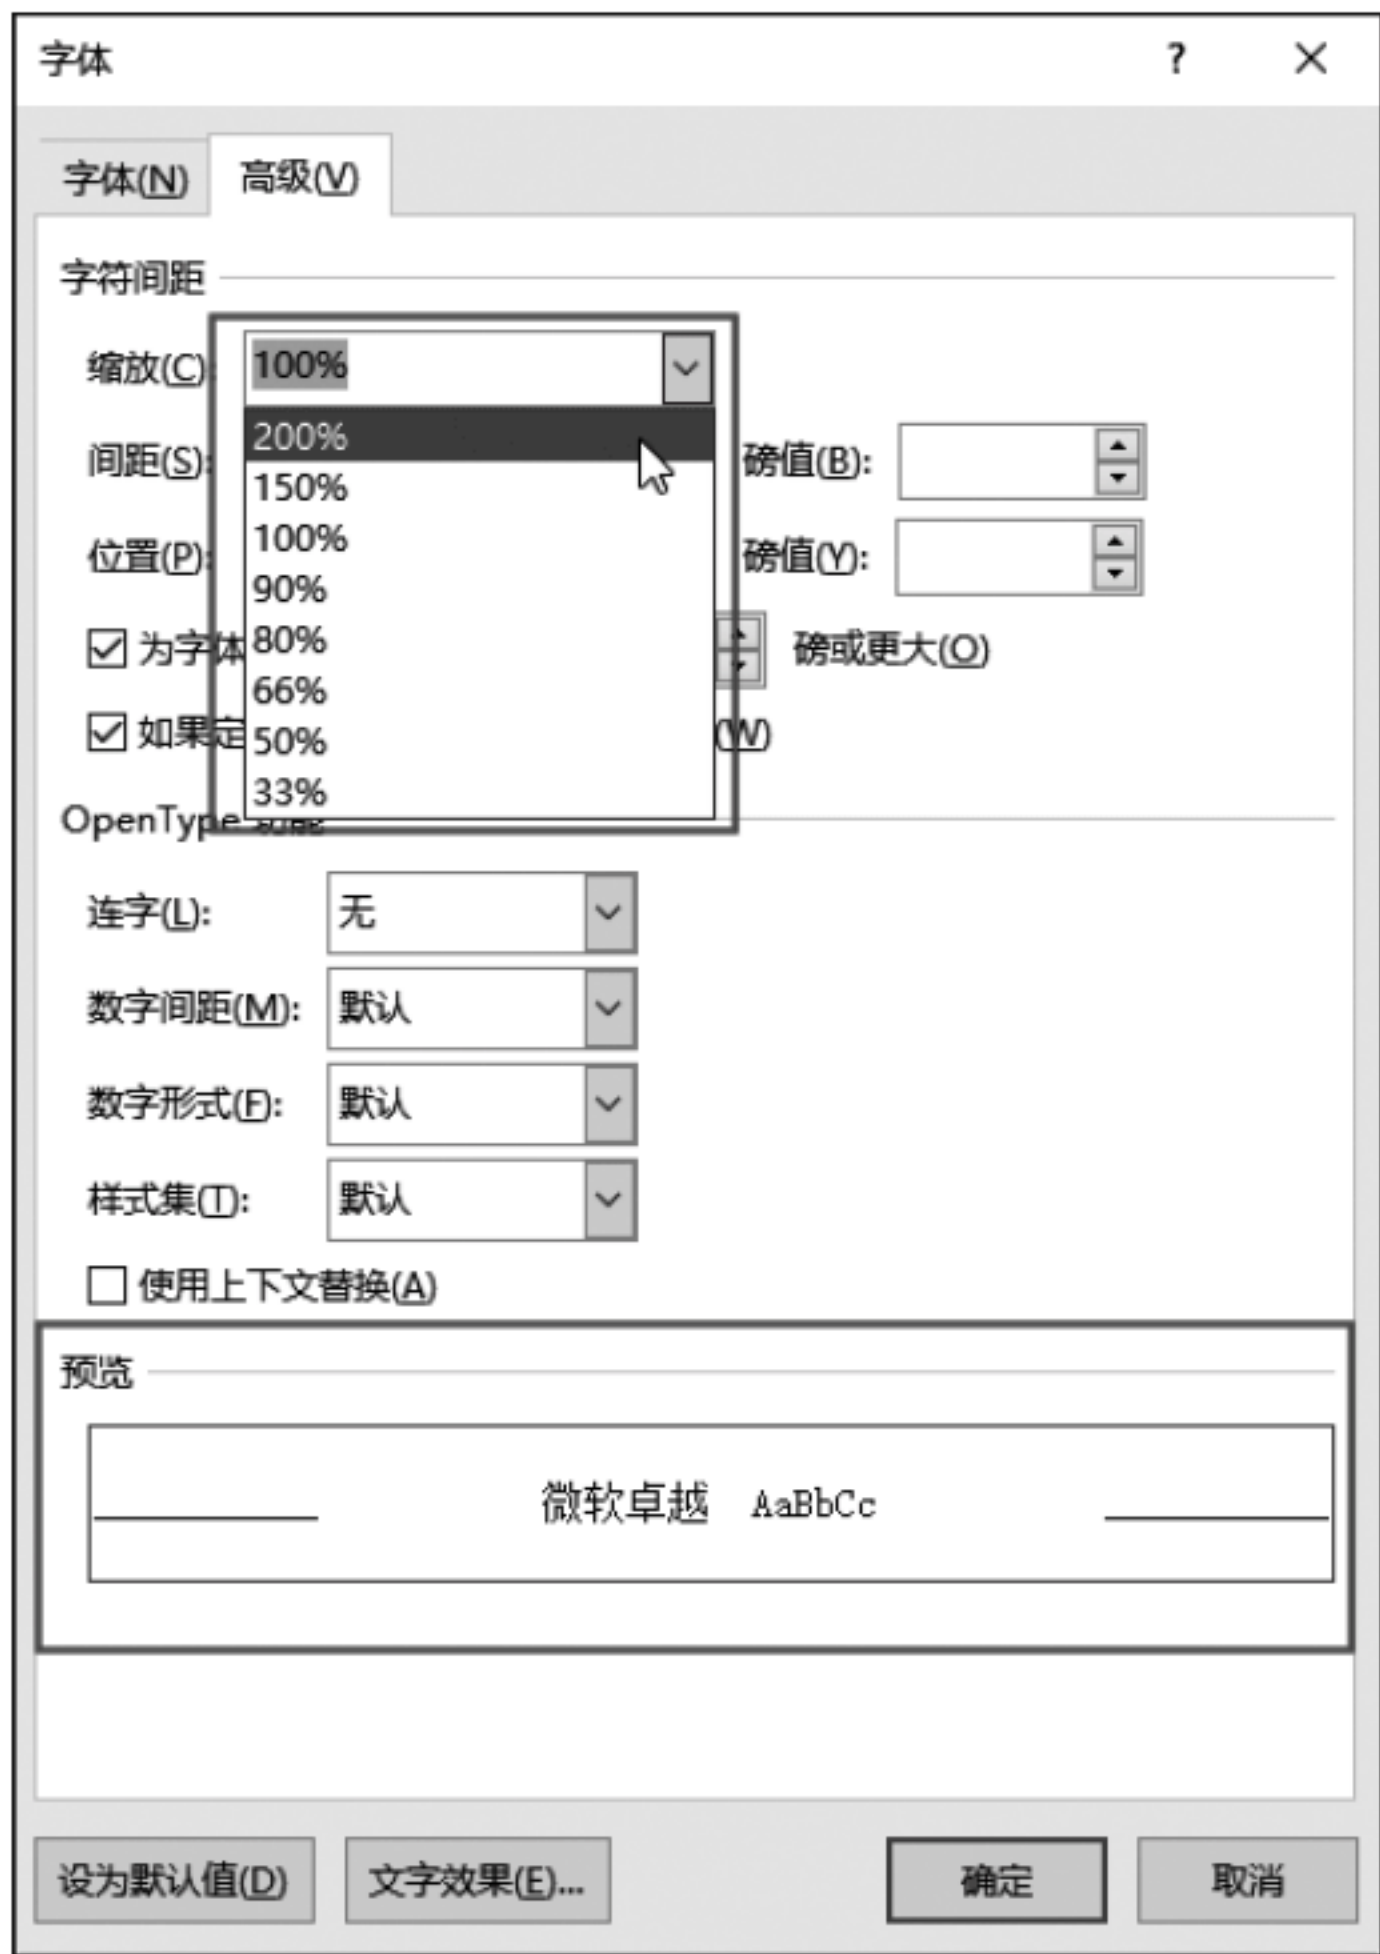 字体 ?
字体(N) 高级(V)
字符间距
缩放(C): 100%
200%
间距(S): 磅值(B):
150%
100%
位置(P): 磅值(Y):
90%
为字体 80% 磅或更大(O)
66%
如果定 50% (W)
33%
OpenType 功能
连字(L): 无
数字间距(M): 默认
数字形式(F): 默认
样式集(T): 默认
使用上下文替换(A)
预览
微软卓越 AaBbCc
设为默认值(D) 文字效果(E)... 确定 取消